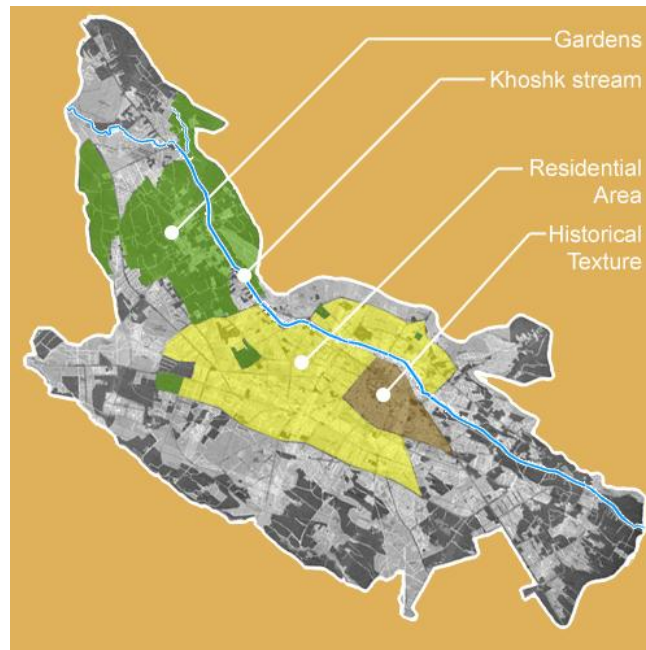 Gardens
Khoshk stream
Residential
Area
Historical
Texture